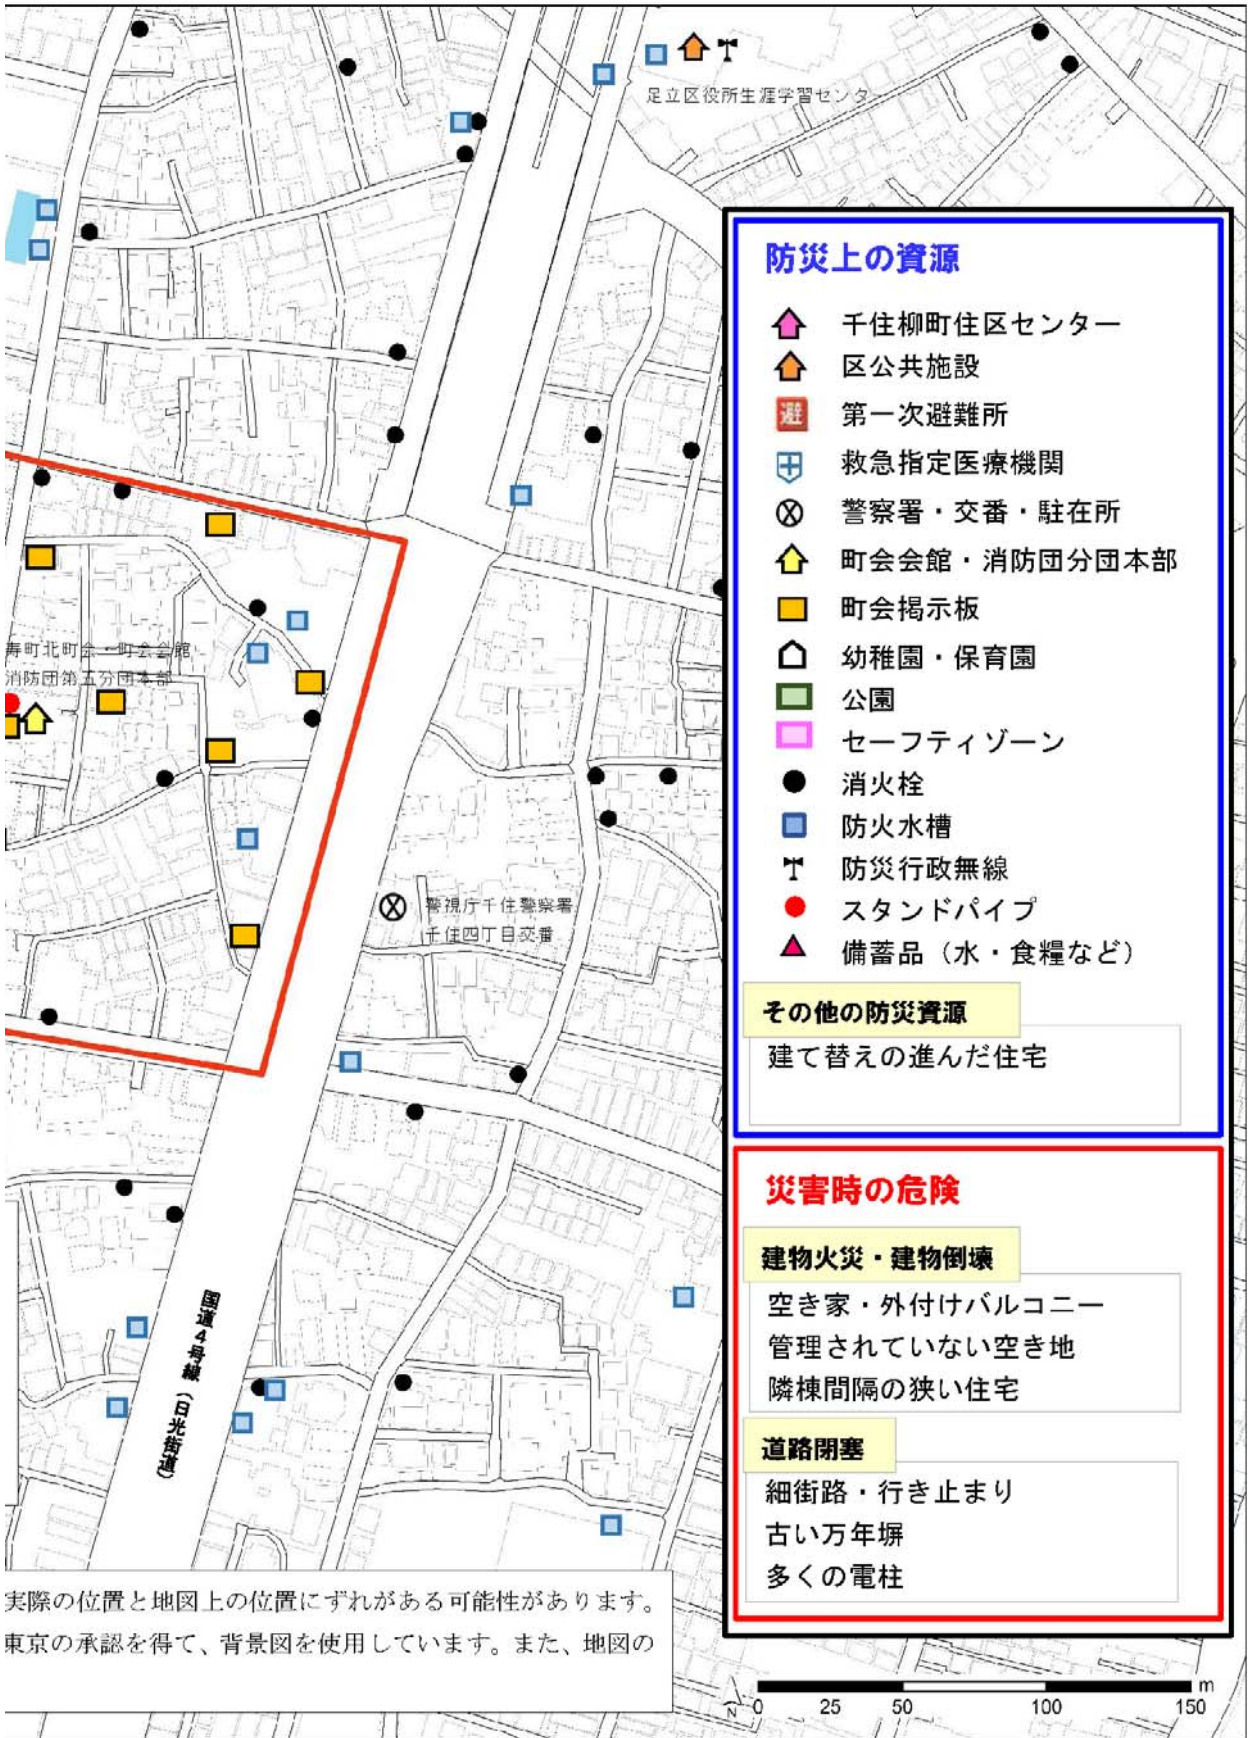 足立区役所生涯学習センター
寿町北町会・町会会館
消防団第五分団本部
警視庁千住警察署
千住四丁目交番
国道4号線（日光街道）
防災上の資源
千住柳町住区センター
区公共施設
避 第一次避難所
救急指定医療機関
警察署・交番・駐在所
町会会館・消防団分団本部
町会掲示板
幼稚園・保育園
公園
セーフティゾーン
消火栓
防火水槽
防災行政無線
スタンドパイプ
備蓄品（水・食糧など）
その他の防災資源
建て替えの進んだ住宅
災害時の危険
建物火災・建物倒壊
空き家・外付けバルコニー
管理されていない空き地
隣棟間隔の狭い住宅
道路閉塞
細街路・行き止まり
古い万年塀
多くの電柱
実際の位置と地図上の位置にずれがある可能性があります。
東京の承認を得て、背景図を使用しています。また、地図の
N 0 25 50 100 150 m